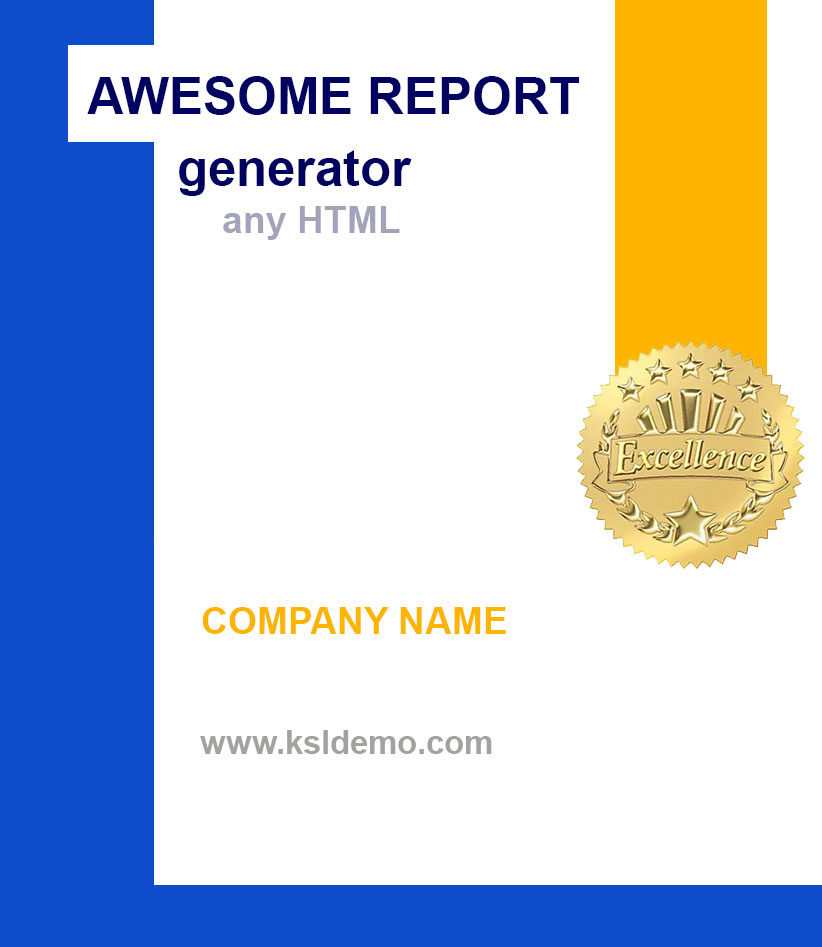 AWESOME REPORT
generator
any HTML
Excellence
COMPANY NAME
www.ksldemo.com